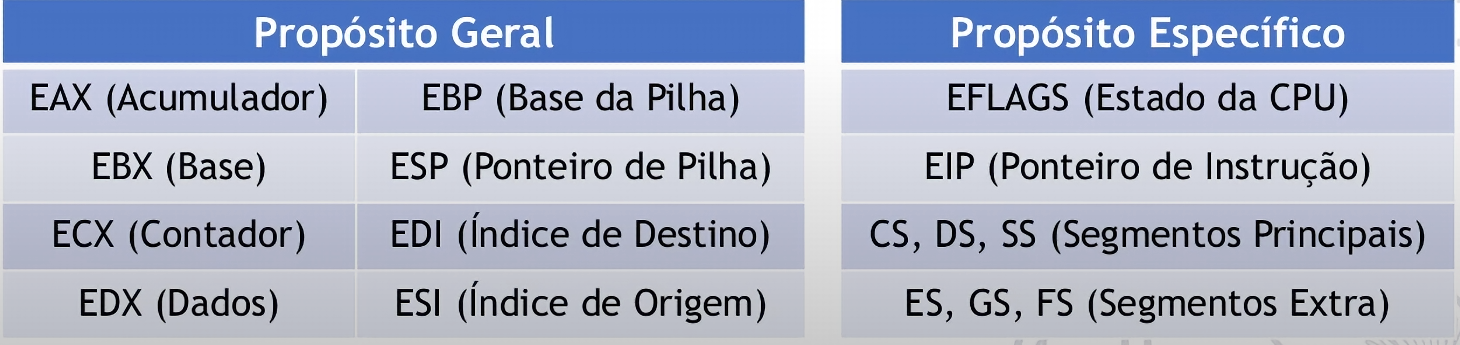 Propósito Geral
EAX (Acumulador) EBP (Base da Pilha)
EBX (Base) ESP (Ponteiro de Pilha)
ECX (Contador) EDI (Índice de Destino)
EDX (Dados) ESI (Índice de Origem)
Propósito Específico
EFLAGS (Estado da CPU)
EIP (Ponteiro de Instrução)
CS, DS, SS (Segmentos Principais)
ES, GS, FS (Segmentos Extra)